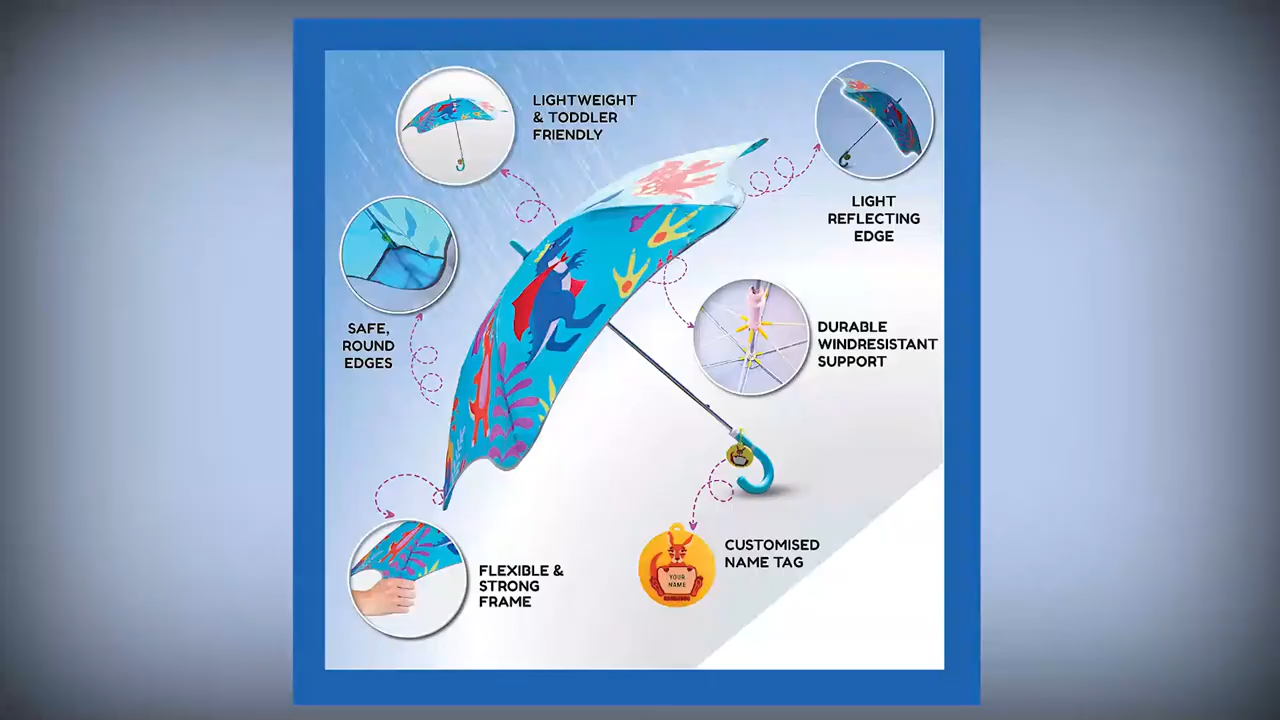 LIGHTWEIGHT
& TODDLER
FRIENDLY
LIGHT
REFLECTING
EDGE
SAFE,
ROUND
EDGES
DURABLE
WINDRESISTANT
SUPPORT
CUSTOMISED
NAME TAG
YOUR
NAME
FLEXIBLE &
STRONG
FRAME